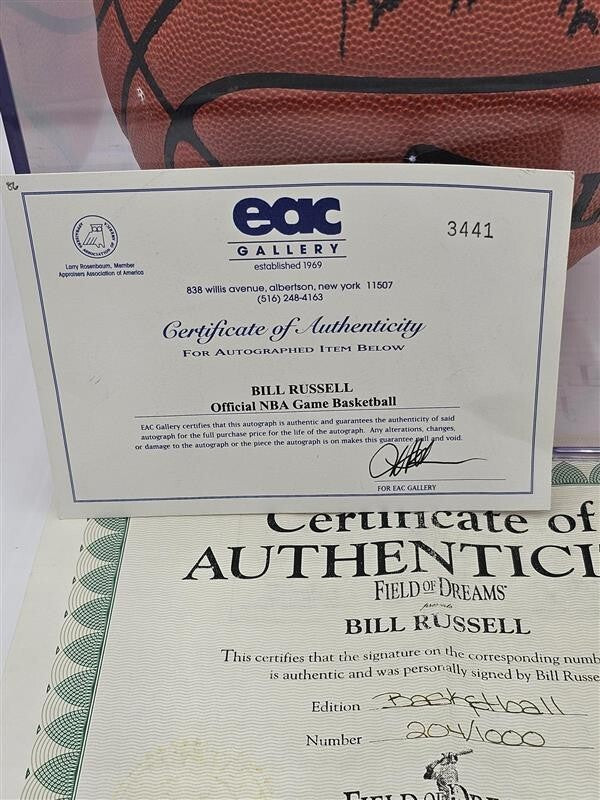 86
eac
GALLERY
established 1969
3441
Larry Rosenbaum, Member
Appraisers Association of America
838 willis avenue, albertson, new york 11507
(516) 248-4163
Certificate of Authenticity
FOR AUTOGRAPHED ITEM BELOW
BILL RUSSELL
Official NBA Game Basketball
EAC Gallery certifies that this autograph is authentic and guarantees the authenticity of said
autograph for the full purchase price for the life of the autograph. Any alterations, changes,
or damage to the autograph or the piece the autograph is on makes this guarantee null and void.
FOR EAC GALLERY
Certificate of
AUTHENTICI
FIELD OF DREAMS
presents
BILL RUSSELL
This certifies that the signature on the corresponding numb
is authentic and was personally signed by Bill Russe
Edition Basketball
Number 204/1000
FIELD OF DRE